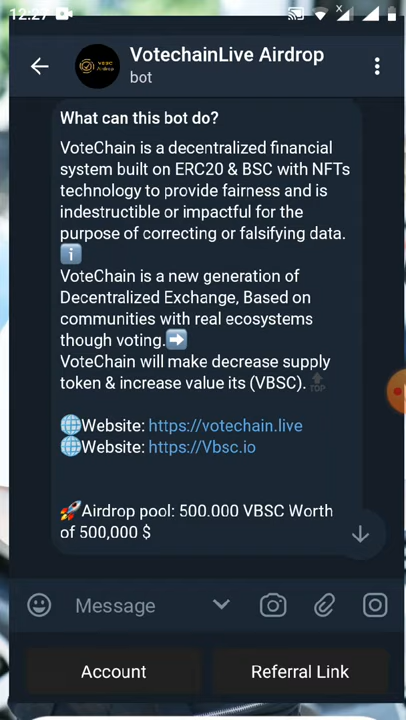 12:27
VotechainLive Airdrop
bot
VBSC
Airdrop
What can this bot do?
VoteChain is a decentralized financial
system built on ERC20 & BSC with NFTs
technology to provide fairness and is
indestructible or impactful for the
purpose of correcting or falsifying data.
VoteChain is a new generation of
Decentralized Exchange, Based on
communities with real ecosystems
though voting.➡️
VoteChain will make decrease supply
token & increase value its (VBSC).🔝
🌐Website: https://votechain.live
🌐Website: https://Vbsc.io
🚀Airdrop pool: 500.000 VBSC Worth
of 500,000 $
Message
Account
Referral Link